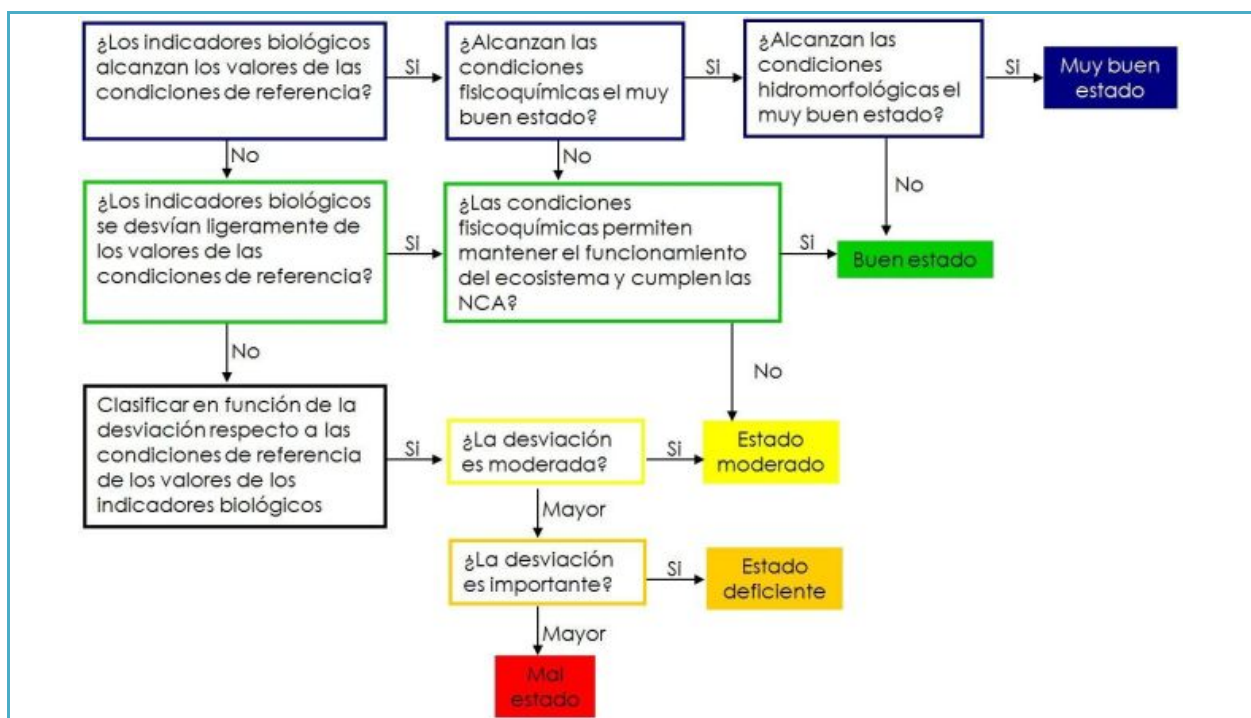 ¿Los indicadores biológicos
alcanzan los valores de las
condiciones de referencia?
Si
¿Alcanzan las
condiciones
fisicoquímicas el muy
buen estado?
Si
¿Alcanzan las
condiciones
hidromorfológicas el
muy buen estado?
Si
Muy buen
estado
No
No
No
¿Los indicadores biológicos
se desvían ligeramente de
los valores de las
condiciones de referencia?
Si
¿Las condiciones
fisicoquímicas permiten
mantener el funcionamiento
del ecosistema y cumplen las
NCA?
Si
Buen estado
No
No
Clasificar en función de la
desviación respecto a las
condiciones de referencia
de los valores de los
indicadores biológicos
Si
¿La desviación
es moderada?
Si
Estado
moderado
Mayor
¿La desviación
es importante?
Si
Estado
deficiente
Mayor
Mal
estado